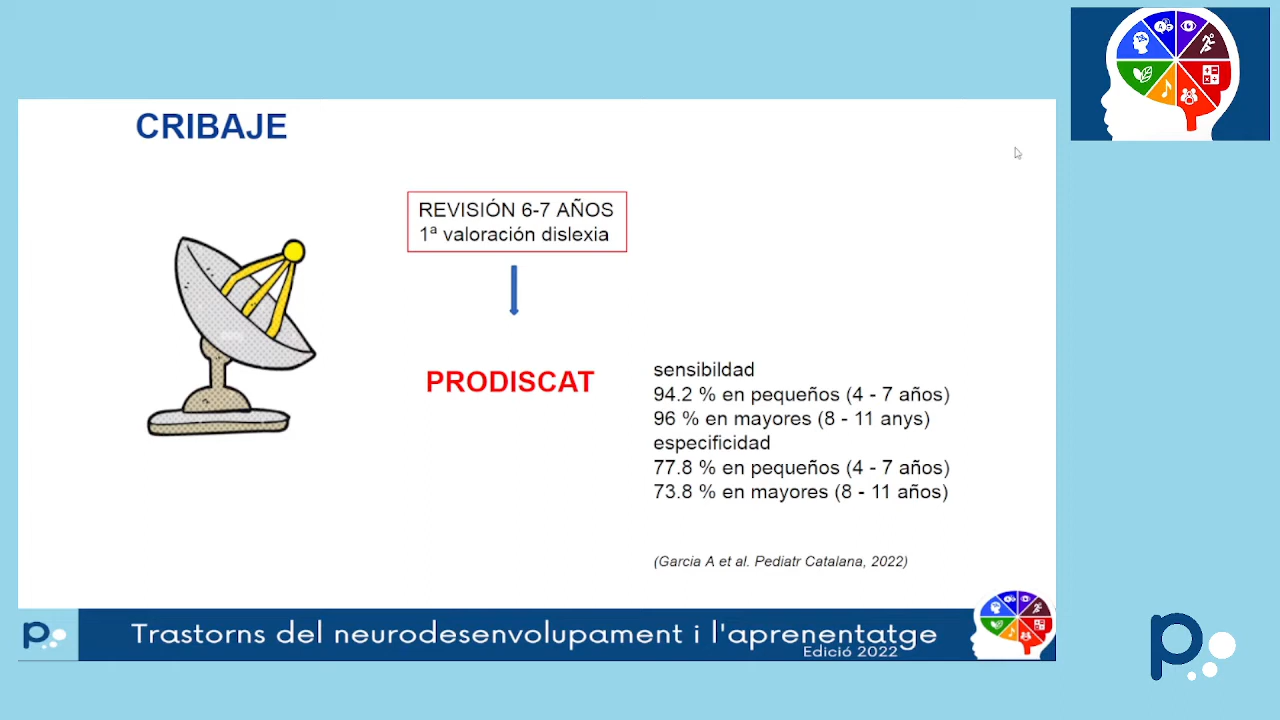 CRIBAJE
REVISIÓN 6-7 AÑOS
1ª valoración dislexia
PRODISCAT
sensibildad
94.2 % en pequeños (4 - 7 años)
96 % en mayores (8 - 11 anys)
especificidad
77.8 % en pequeños (4 - 7 años)
73.8 % en mayores (8 - 11 años)
(Garcia A et al. Pediatr Catalana, 2022)
p
Trastorns del neurodesenvolupament i l'aprenentatge
Edició 2022
p